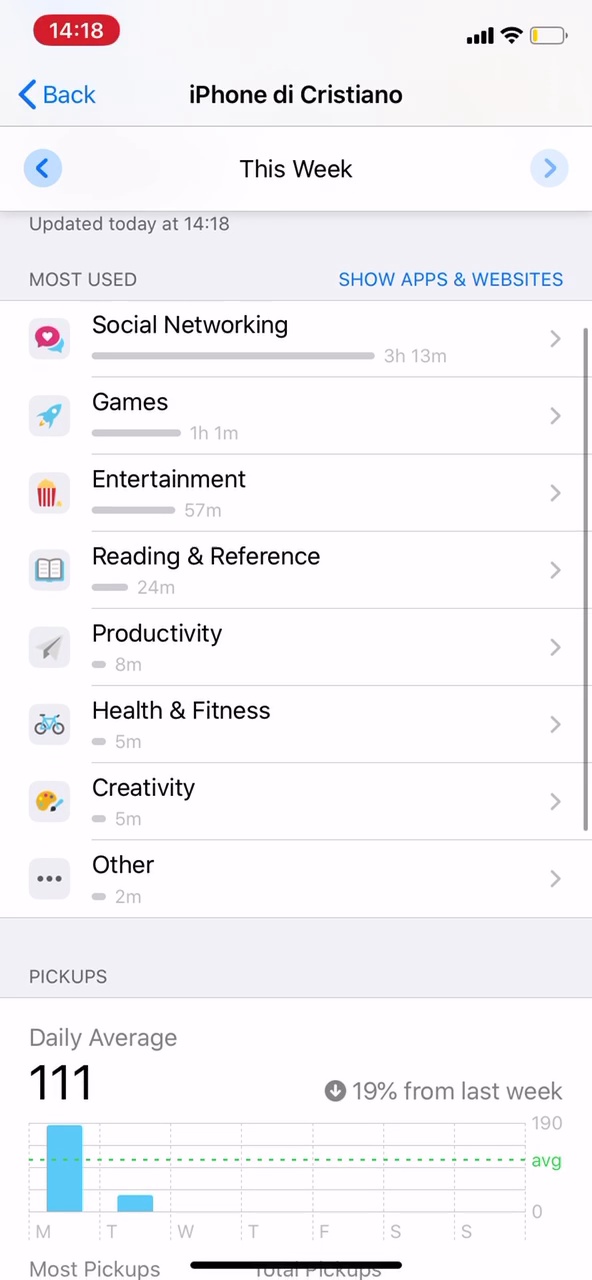 14:18
Back
iPhone di Cristiano
This Week
Updated today at 14:18
MOST USED
SHOW APPS & WEBSITES
Social Networking
3h 13m
Games
1h 1m
Entertainment
57m
Reading & Reference
24m
Productivity
8m
Health & Fitness
5m
Creativity
5m
Other
2m
PICKUPS
Daily Average
111
19% from last week
190
avg
0
M T W T F S S
Most Pickups Total Pickups